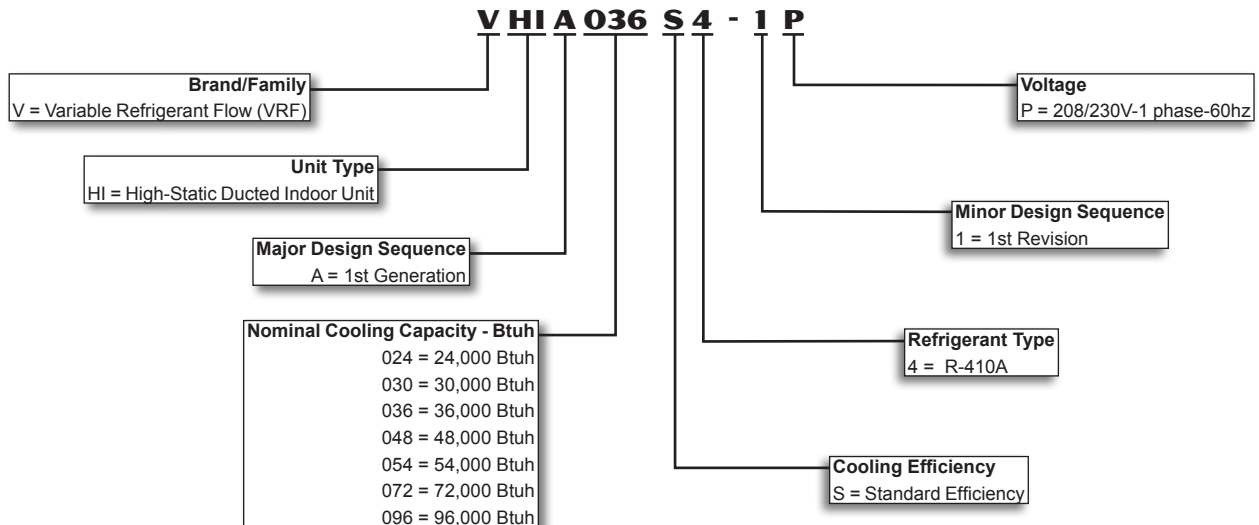 V HI A 036 S 4 - 1 P
Brand/Family
V = Variable Refrigerant Flow (VRF)
Unit Type
HI = High-Static Ducted Indoor Unit
Major Design Sequence
A = 1st Generation
Nominal Cooling Capacity - Btuh
024 = 24,000 Btuh
030 = 30,000 Btuh
036 = 36,000 Btuh
048 = 48,000 Btuh
054 = 54,000 Btuh
072 = 72,000 Btuh
096 = 96,000 Btuh
Voltage
P = 208/230V-1 phase-60hz
Minor Design Sequence
1 = 1st Revision
Refrigerant Type
4 = R-410A
Cooling Efficiency
S = Standard Efficiency